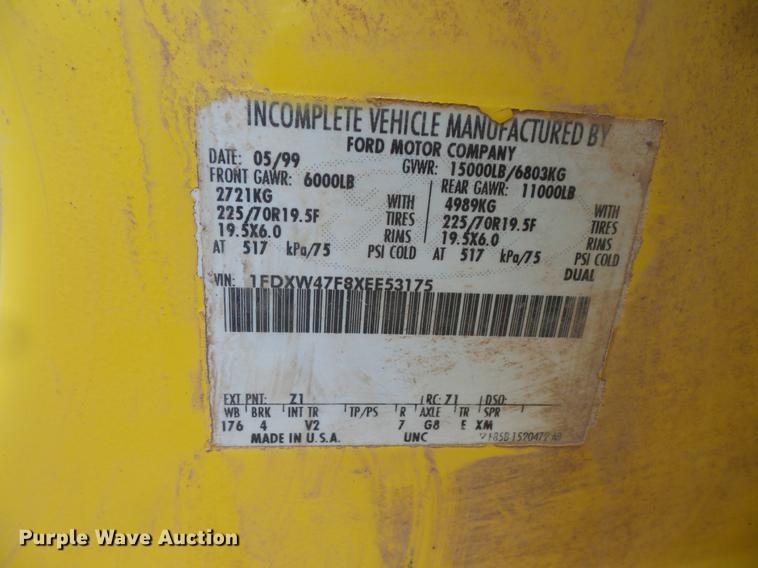 INCOMPLETE VEHICLE MANUFACTURED BY
FORD MOTOR COMPANY
DATE: 05/99 GVWR: 15000LB/6803KG
FRONT GAWR: 6000LB REAR GAWR: 11000LB
2721KG WITH 4989KG WITH
225/70R19.5F TIRES 225/70R19.5F TIRES
19.5X6.0 RIMS 19.5X6.0 RIMS
AT 517 kPa/75 PSI COLD AT 517 kPa/75 PSI COLD
DUAL
VIN: 1FDXW47F8XEE53175
EXT PNT: Z1 RC: 71 DSO:
WB BRK INT TR TP/PS R AXLE TR SPR
176 4 V2 7 G8 E XM
MADE IN U.S.A. UNC
Purple Wave Auction